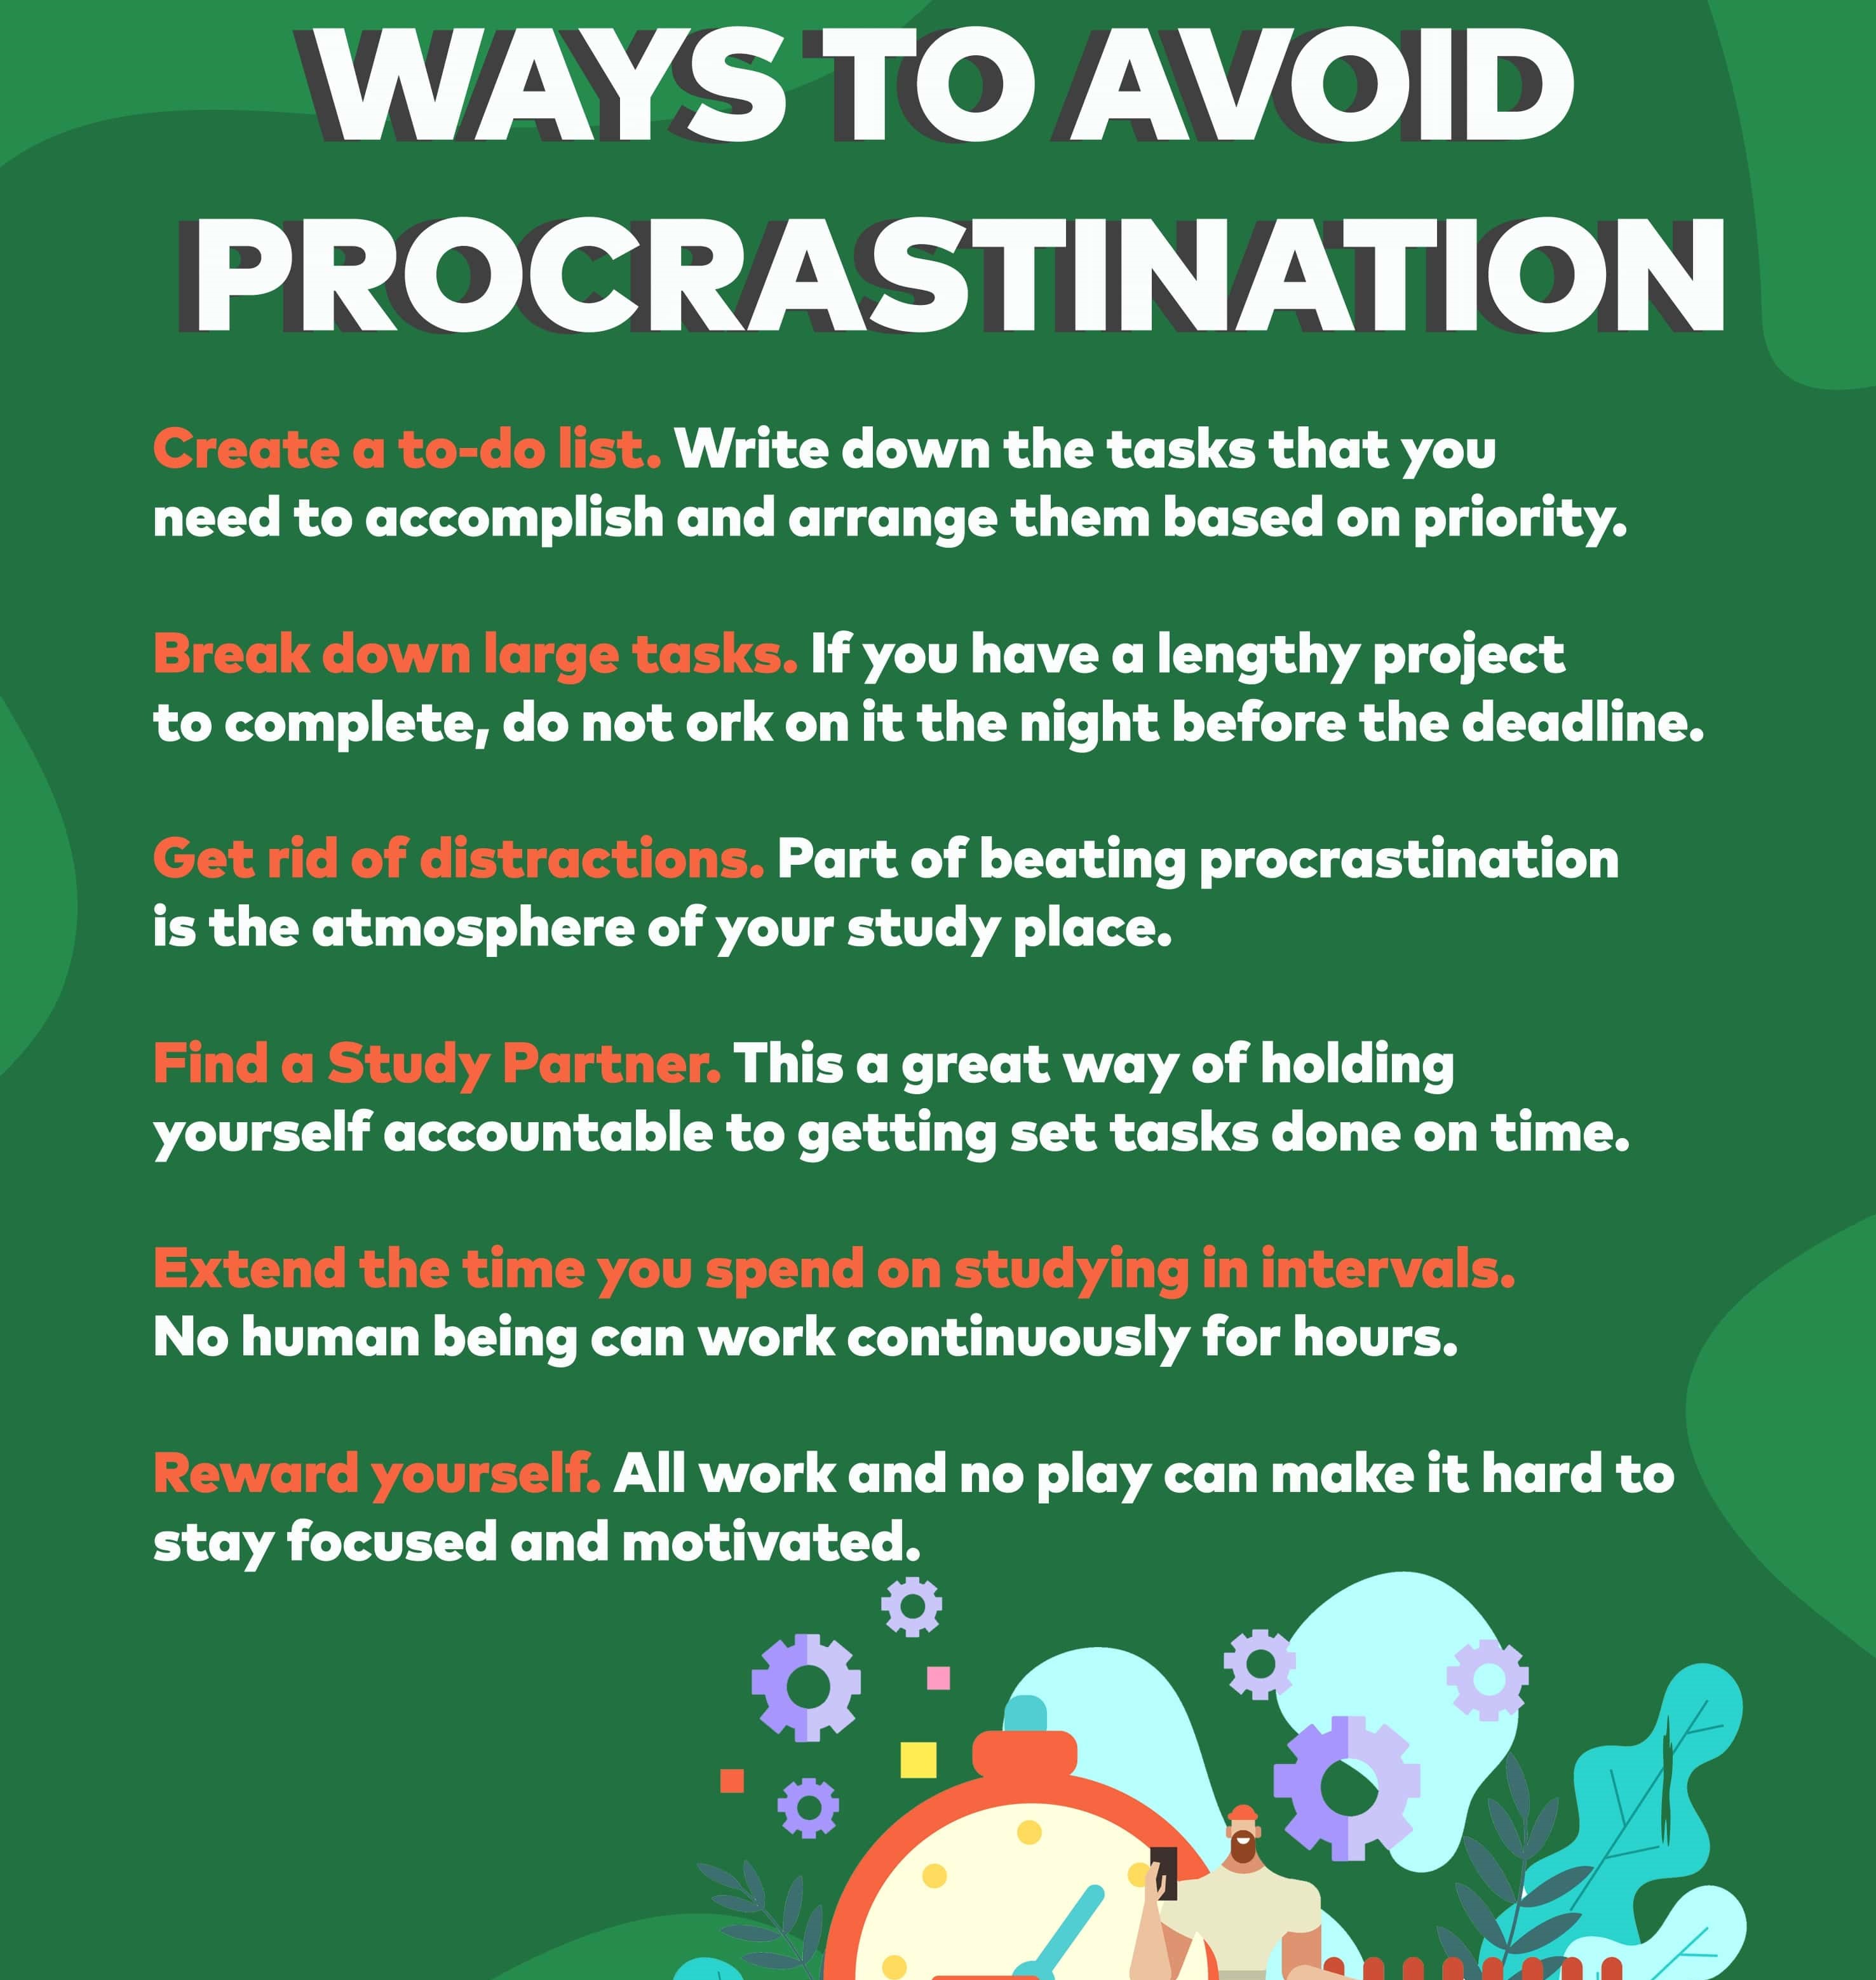 WAYS TO AVOID
PROCRASTINATION
Create a to-do list. Write down the tasks that you
need to accomplish and arrange them based on priority.
Break down large tasks. If you have a lengthy project
to complete, do not ork on it the night before the deadline.
Get rid of distractions. Part of beating procrastination
is the atmosphere of your study place.
Find a Study Partner. This a great way of holding
yourself accountable to getting set tasks done on time.
Extend the time you spend on studying in intervals.
No human being can work continuously for hours.
Reward yourself. All work and no play can make it hard to
stay focused and motivated.